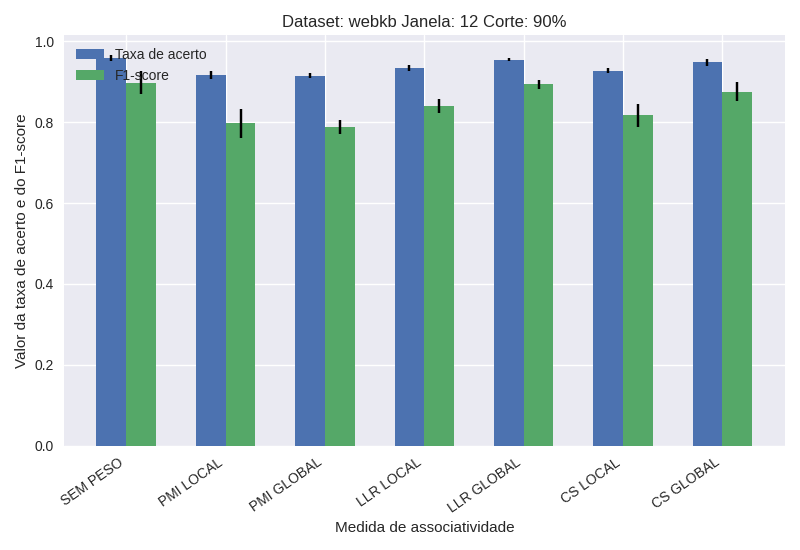 Dataset: webkb Janela: 12 Corte: 90%
Taxa de acerto
F1-score
Valor da taxa de acerto e do F1-score
1.0
0.8
0.6
0.4
0.2
0.0
SEM PESO
PMI LOCAL
PMI GLOBAL
LLR LOCAL
LLR GLOBAL
CS LOCAL
CS GLOBAL
Medida de associatividade